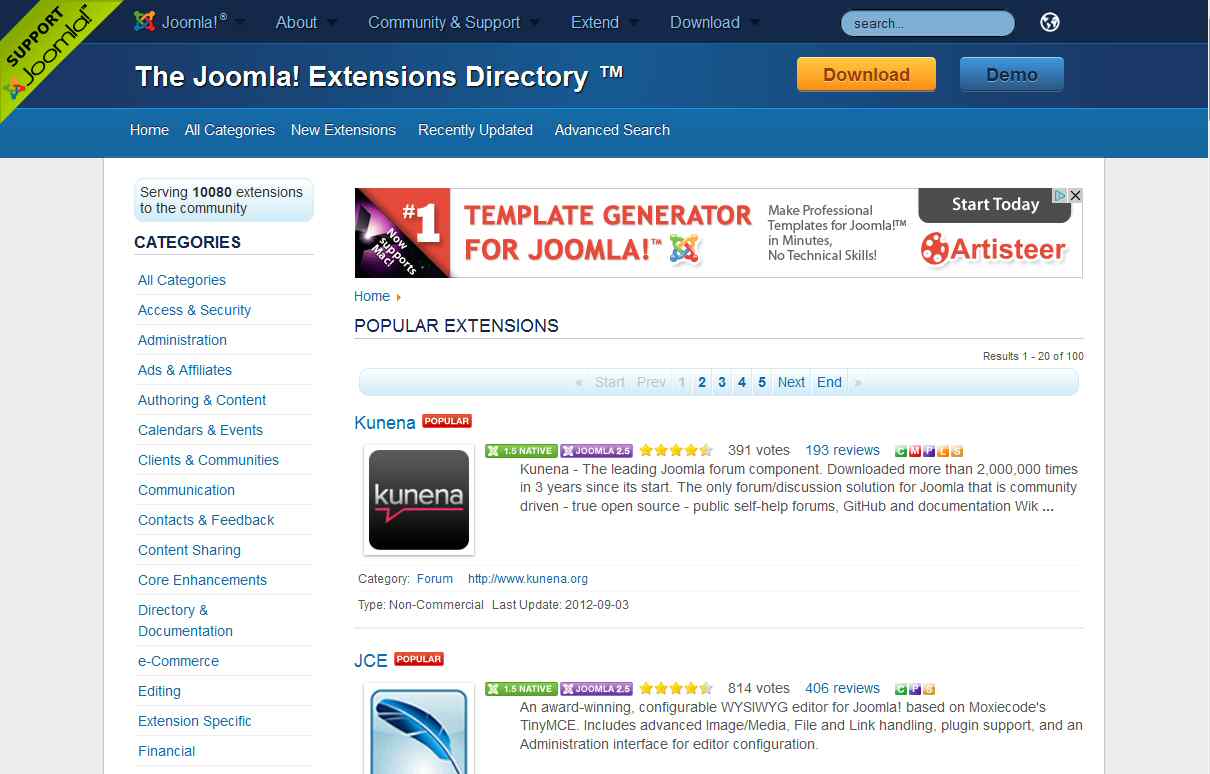 SUPPORT
Joomla!™
Joomla!® About Community & Support Extend Download search...
The Joomla! Extensions Directory ™ Download Demo
Home All Categories New Extensions Recently Updated Advanced Search
Serving 10080 extensions
to the community
CATEGORIES
All Categories
Access & Security
Administration
Ads & Affiliates
Authoring & Content
Calendars & Events
Clients & Communities
Communication
Contacts & Feedback
Content Sharing
Core Enhancements
Directory &
Documentation
e-Commerce
Editing
Extension Specific
Financial
#1
Now
supports
Mac!
TEMPLATE GENERATOR
FOR JOOMLA!™
Make Professional
Templates for Joomla!™
in Minutes,
No Technical Skills!
Start Today
Artisteer
Home
POPULAR EXTENSIONS
Results 1 - 20 of 100
« Start Prev 1 2 3 4 5 Next End »
Kunena POPULAR
kunena
1.5 NATIVE JOOMLA 2.5 391 votes 193 reviews C M P L S
Kunena - The leading Joomla forum component. Downloaded more than 2,000,000 times
in 3 years since its start. The only forum/discussion solution for Joomla that is community
driven - true open source - public self-help forums, GitHub and documentation Wik ...
Category: Forum http://www.kunena.org
Type: Non-Commercial Last Update: 2012-09-03
JCE POPULAR
1.5 NATIVE JOOMLA 2.5 814 votes 406 reviews C P S
An award-winning, configurable WYSIWYG editor for Joomla! based on Moxiecode's
TinyMCE. Includes advanced Image/Media, File and Link handling, plugin support, and an
Administration interface for editor configuration.